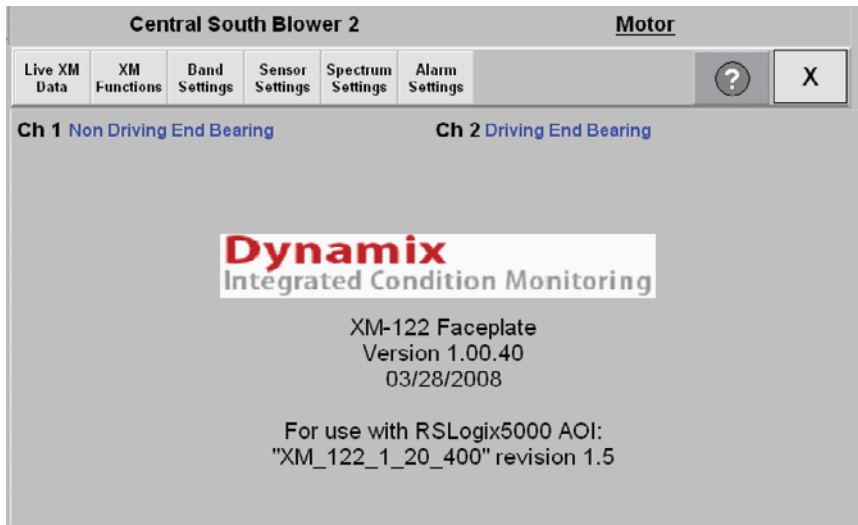 Central South Blower 2 Motor
Live XM Data XM Functions Band Settings Sensor Settings Spectrum Settings Alarm Settings ? X
Ch 1 Non Driving End Bearing Ch 2 Driving End Bearing
Dynamix
Integrated Condition Monitoring
XM-122 Faceplate
Version 1.00.40
03/28/2008
For use with RSLogix5000 AOI:
"XM_122_1_20_400" revision 1.5